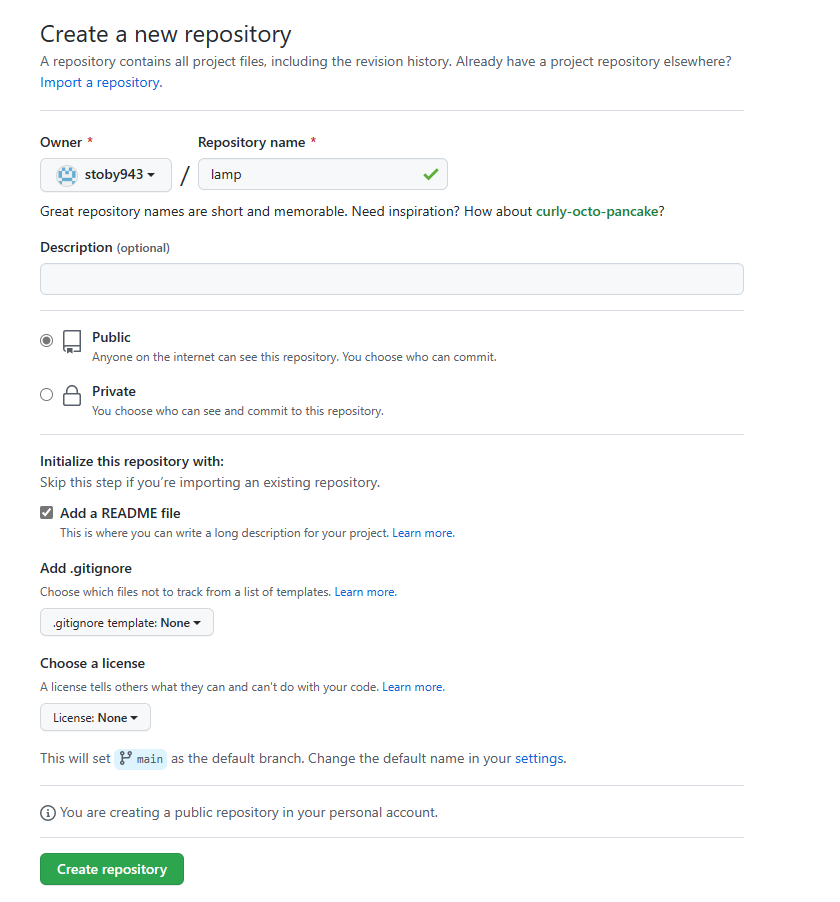 Create a new repository
A repository contains all project files, including the revision history. Already have a project repository elsewhere?
Import a repository.
Owner * Repository name *
stoby943 / lamp
Great repository names are short and memorable. Need inspiration? How about curly-octo-pancake?
Description (optional)
Public
Anyone on the internet can see this repository. You choose who can commit.
Private
You choose who can see and commit to this repository.
Initialize this repository with:
Skip this step if you’re importing an existing repository.
Add a README file
This is where you can write a long description for your project. Learn more.
Add .gitignore
Choose which files not to track from a list of templates. Learn more.
.gitignore template: None
Choose a license
A license tells others what they can and can't do with your code. Learn more.
License: None
This will set main as the default branch. Change the default name in your settings.
You are creating a public repository in your personal account.
Create repository